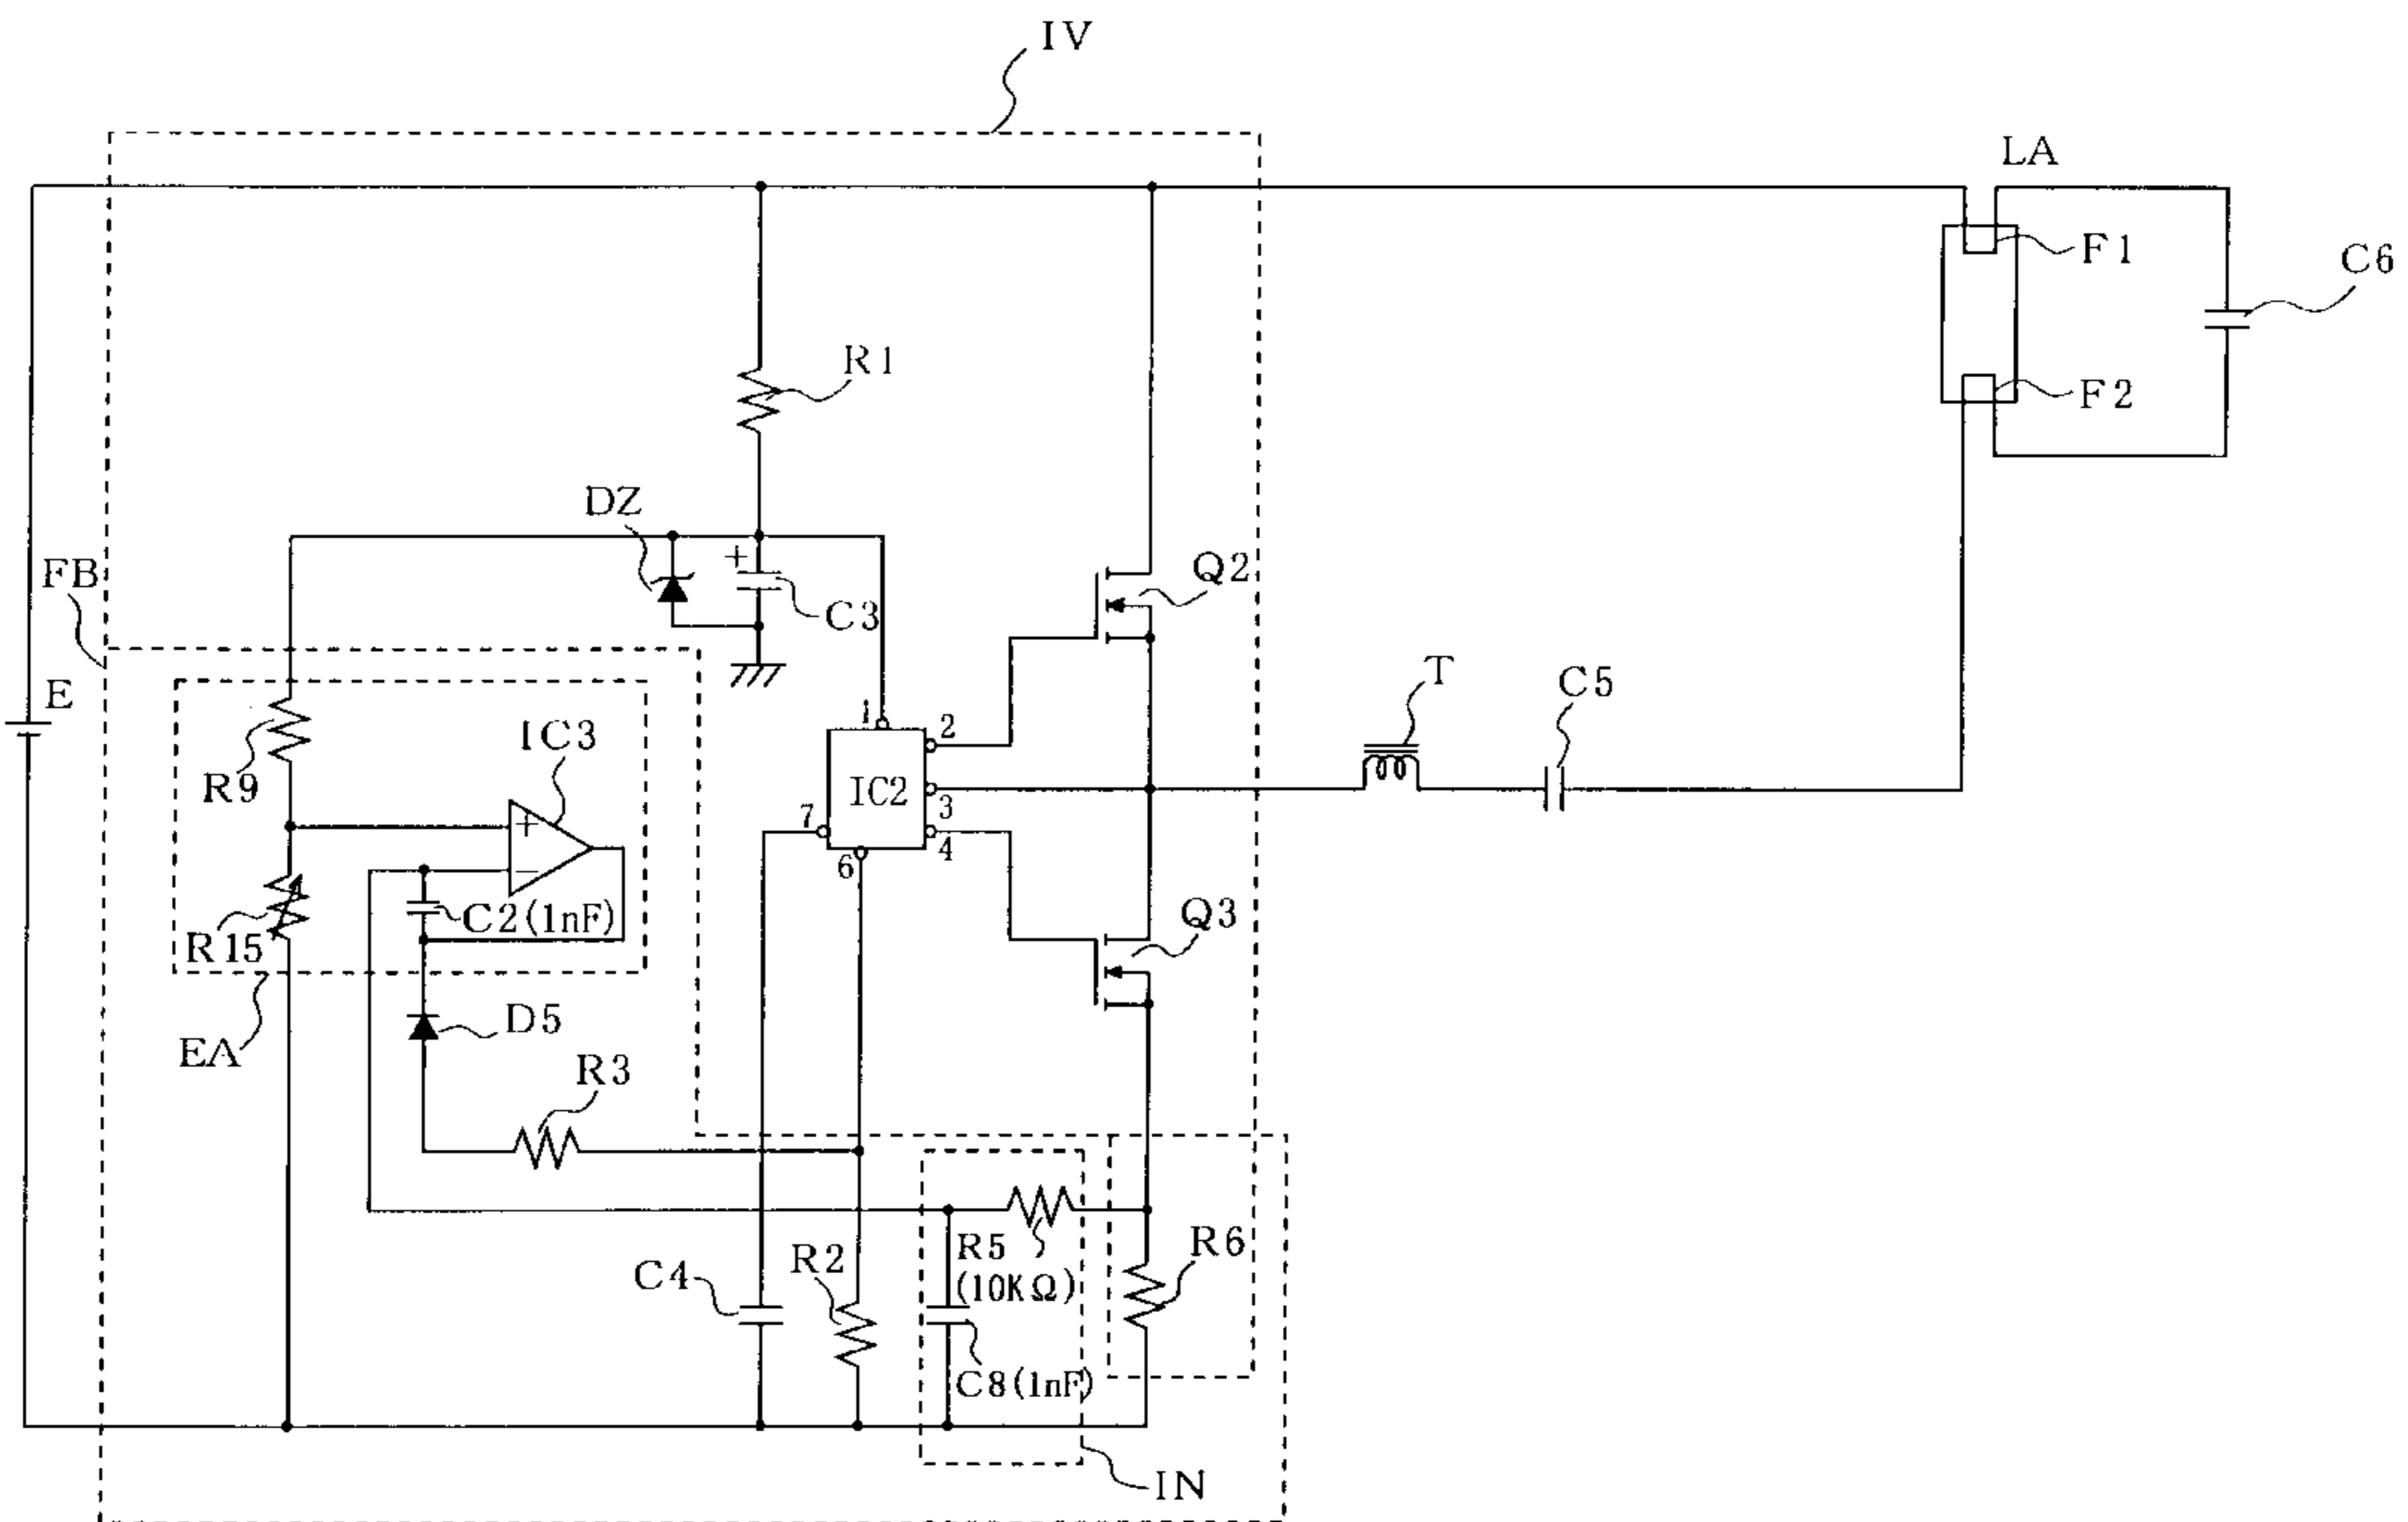 IV
LA
F1
C6
R1
F2
DZ
Q2
FB
C3
T
C5
E
1
2
IC3
R9
IC2
3
7
4
6
+
−
C2(1nF)
Q3
R15
D5
EA
R3
R5
R6
R2
C4
(10KΩ)
C8(1nF)
IN
+